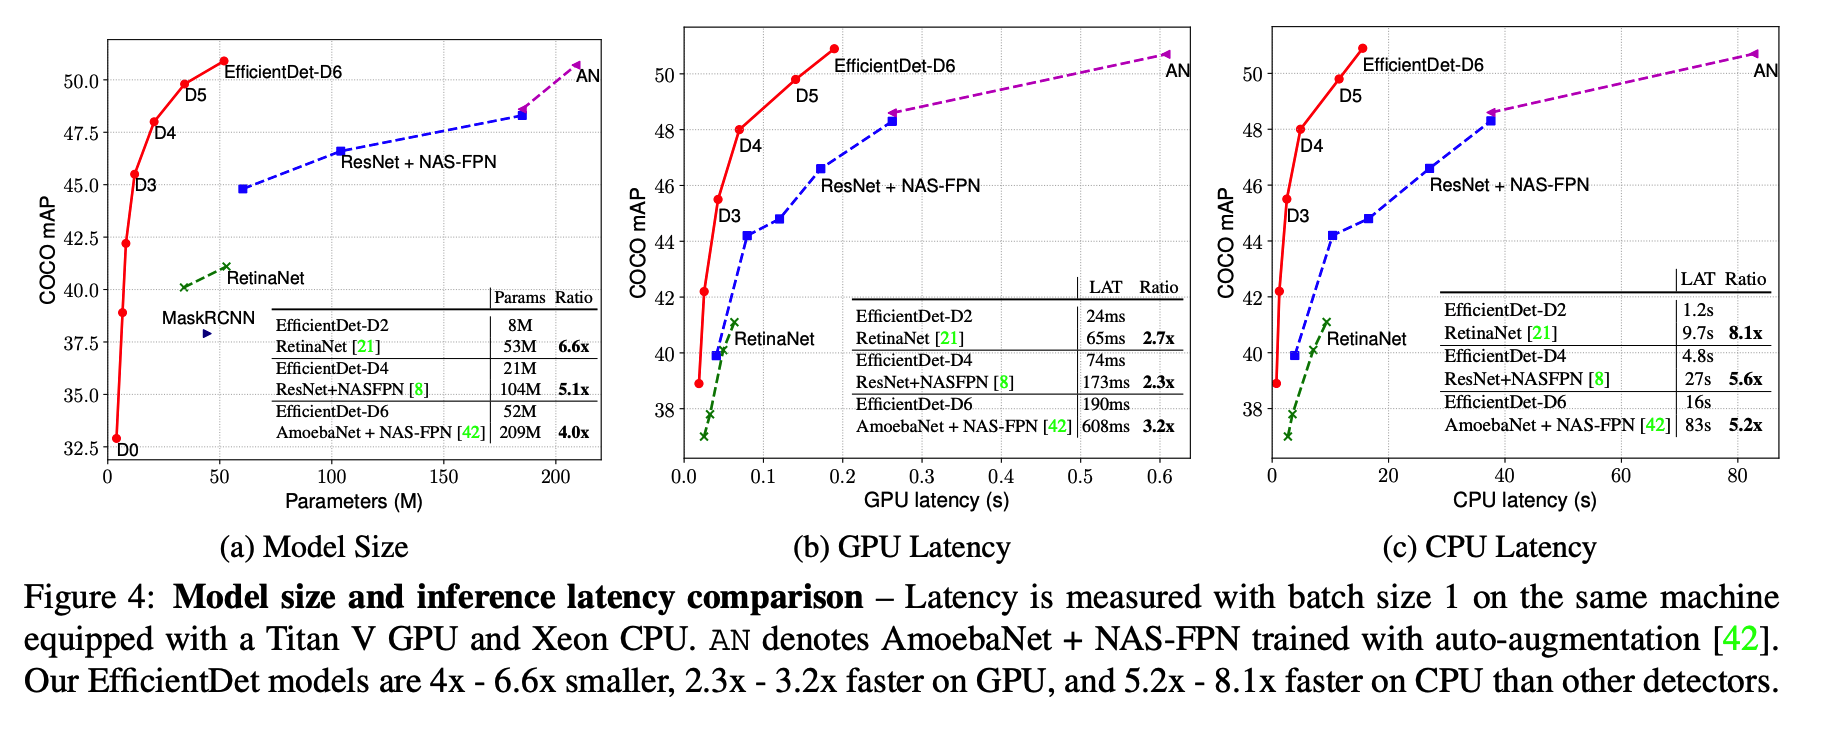 COCO mAP
50.0
47.5
45.0
42.5
40.0
37.5
35.0
32.5
EfficientDet-D6
D5
D4
D3
D0
AN
ResNet + NAS-FPN
RetinaNet
MaskRCNN
Params Ratio
EfficientDet-D2 8M
RetinaNet [21] 53M 6.6x
EfficientDet-D4 21M
ResNet+NASFPN [8] 104M 5.1x
EfficientDet-D6 52M
AmoebaNet + NAS-FPN [42] 209M 4.0x
0 50 100 150 200
Parameters (M)
(a) Model Size
COCO mAP
50
48
46
44
42
40
38
EfficientDet-D6
D5
D4
D3
AN
ResNet + NAS-FPN
RetinaNet
LAT Ratio
EfficientDet-D2 24ms
RetinaNet [21] 65ms 2.7x
EfficientDet-D4 74ms
ResNet+NASFPN [8] 173ms 2.3x
EfficientDet-D6 190ms
AmoebaNet + NAS-FPN [42] 608ms 3.2x
0.0 0.1 0.2 0.3 0.4 0.5 0.6
GPU latency (s)
(b) GPU Latency
COCO mAP
50
48
46
44
42
40
38
EfficientDet-D6
D5
D4
D3
AN
ResNet + NAS-FPN
RetinaNet
LAT Ratio
EfficientDet-D2 1.2s
RetinaNet [21] 9.7s 8.1x
EfficientDet-D4 4.8s
ResNet+NASFPN [8] 27s 5.6x
EfficientDet-D6 16s
AmoebaNet + NAS-FPN [42] 83s 5.2x
0 20 40 60 80
CPU latency (s)
(c) CPU Latency
Figure 4: Model size and inference latency comparison – Latency is measured with batch size 1 on the same machine
equipped with a Titan V GPU and Xeon CPU. AN denotes AmoebaNet + NAS-FPN trained with auto-augmentation [42].
Our EfficientDet models are 4x - 6.6x smaller, 2.3x - 3.2x faster on GPU, and 5.2x - 8.1x faster on CPU than other detectors.